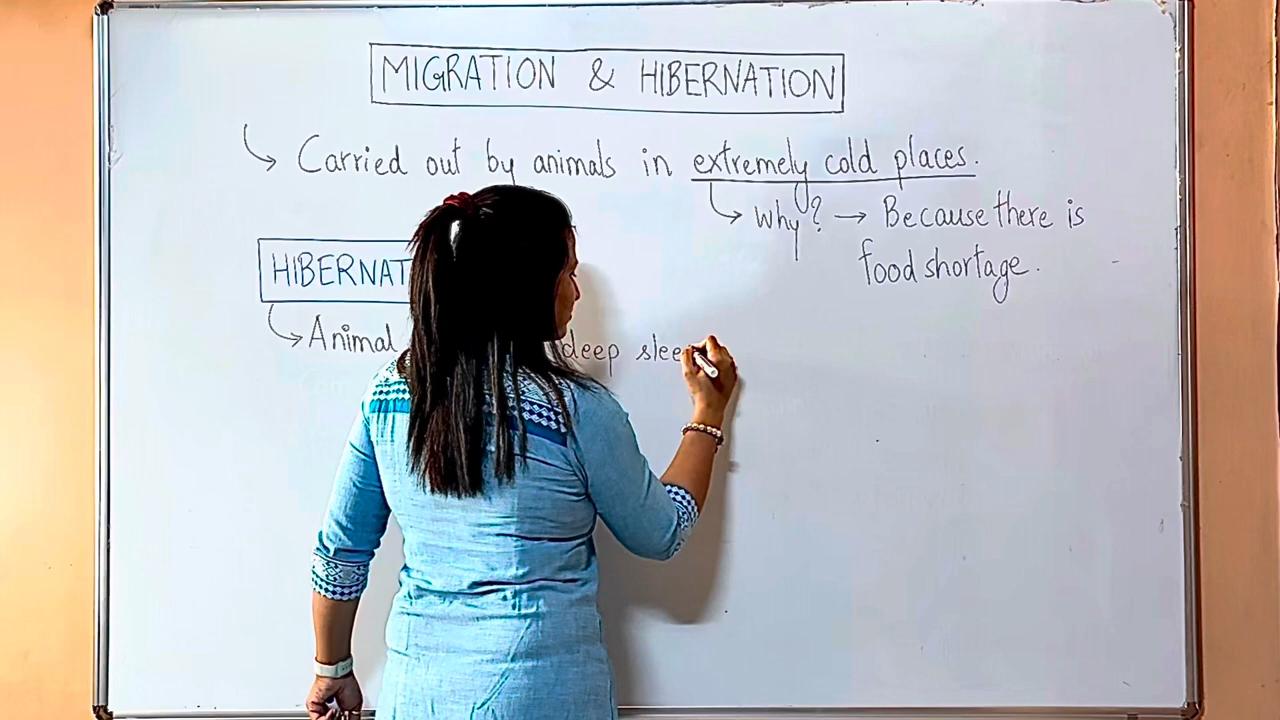 MIGRATION & HIBERNATION
↳ Carried out by animals in extremely cold places.
↳ Why? → Because there is
food shortage.
HIBERNAT
↳ Animal deep slee